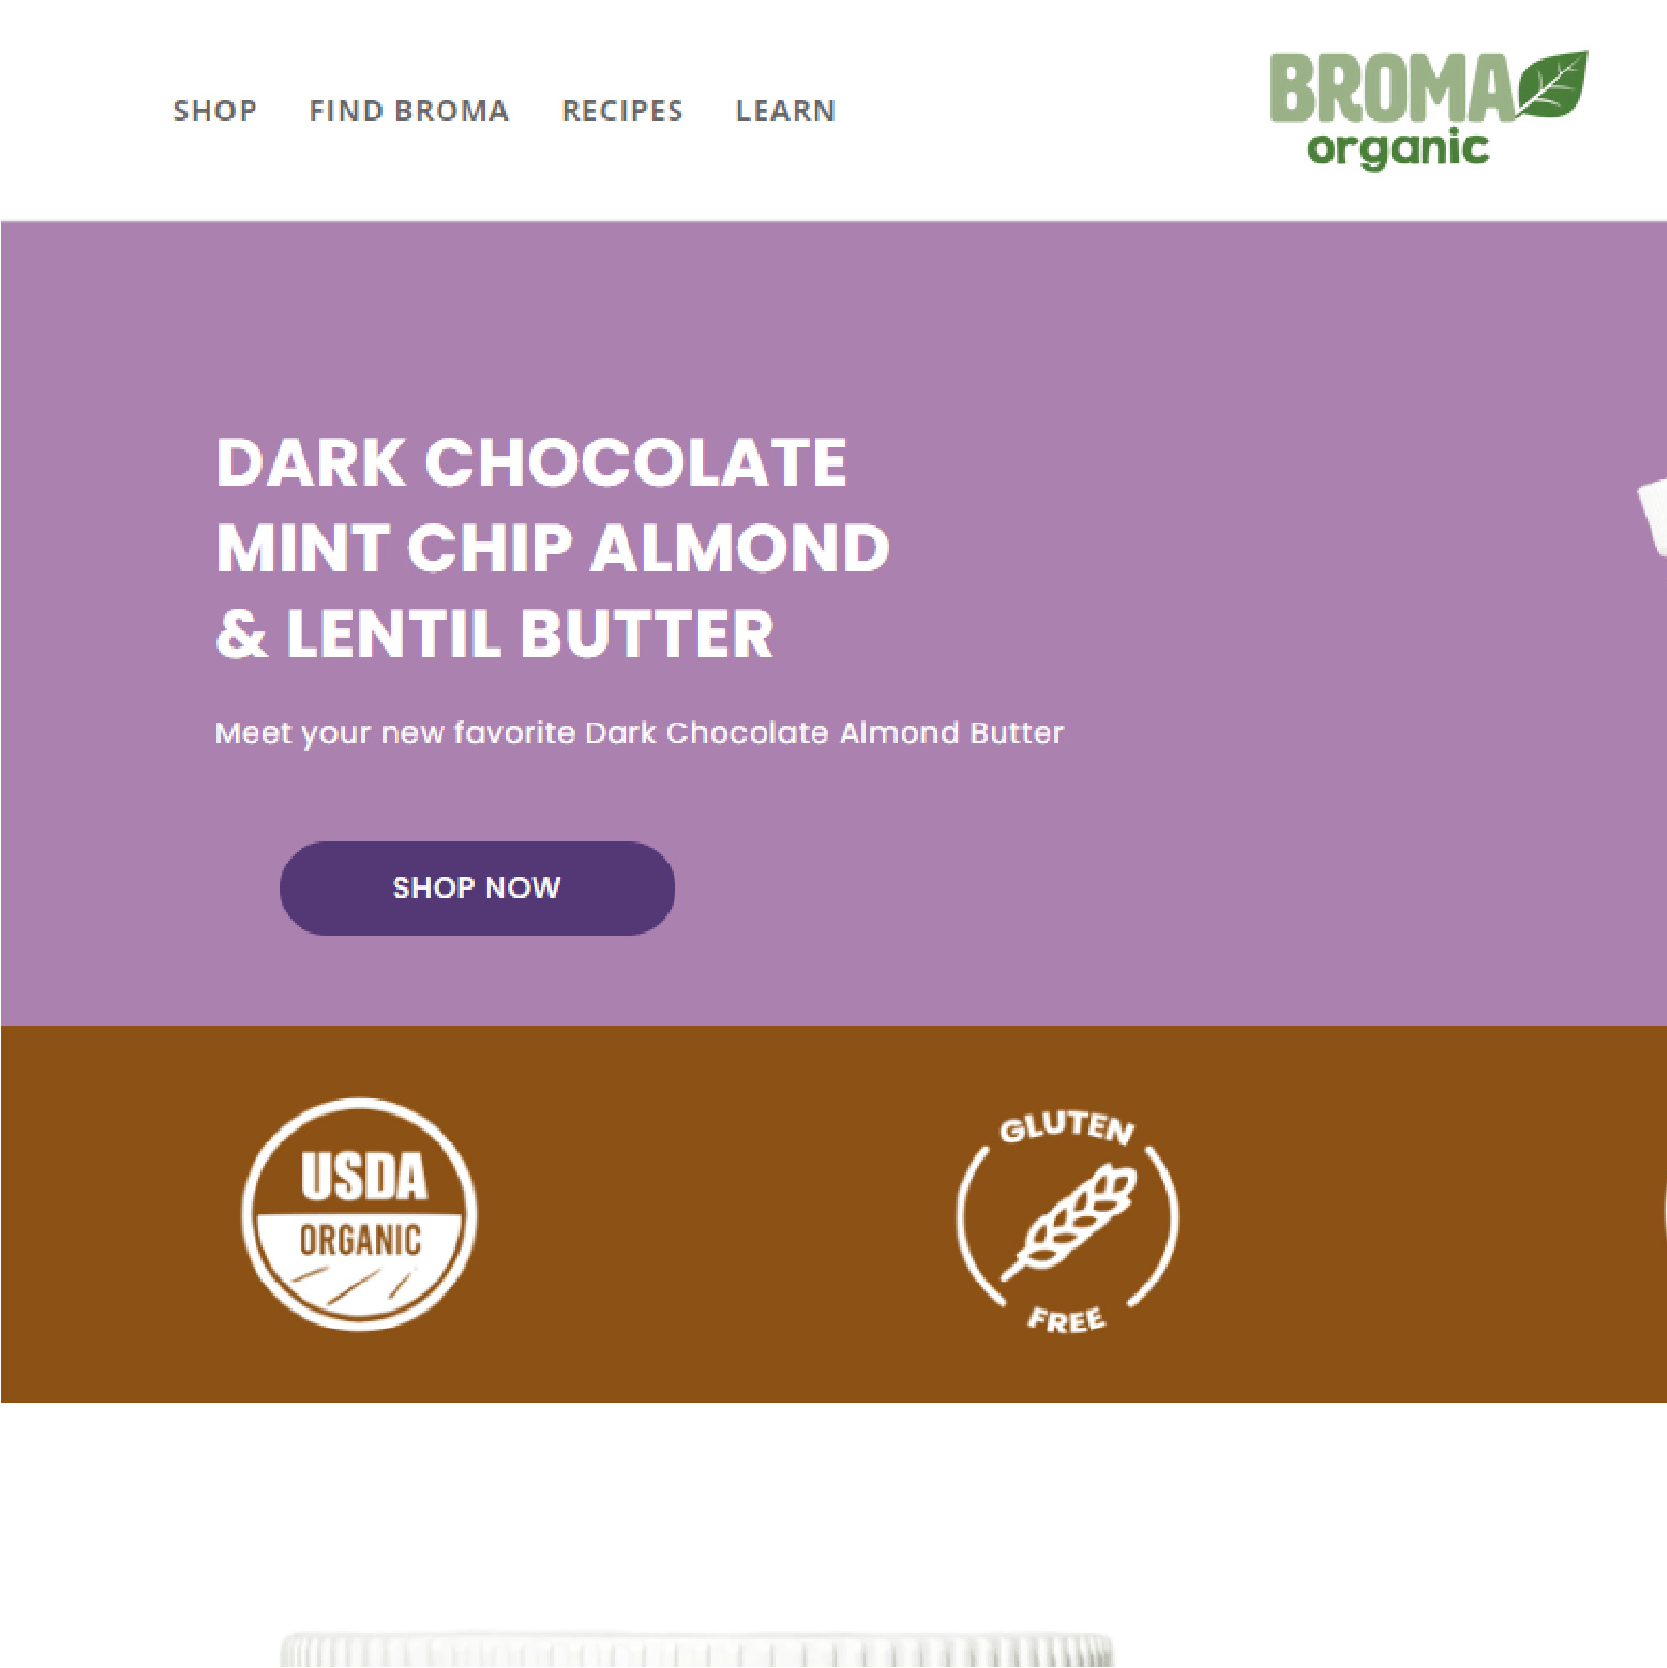 SHOP FIND BROMA RECIPES LEARN
BROMA
organic
DARK CHOCOLATE
MINT CHIP ALMOND
& LENTIL BUTTER
Meet your new favorite Dark Chocolate Almond Butter
SHOP NOW
USDA
ORGANIC
GLUTEN
FREE